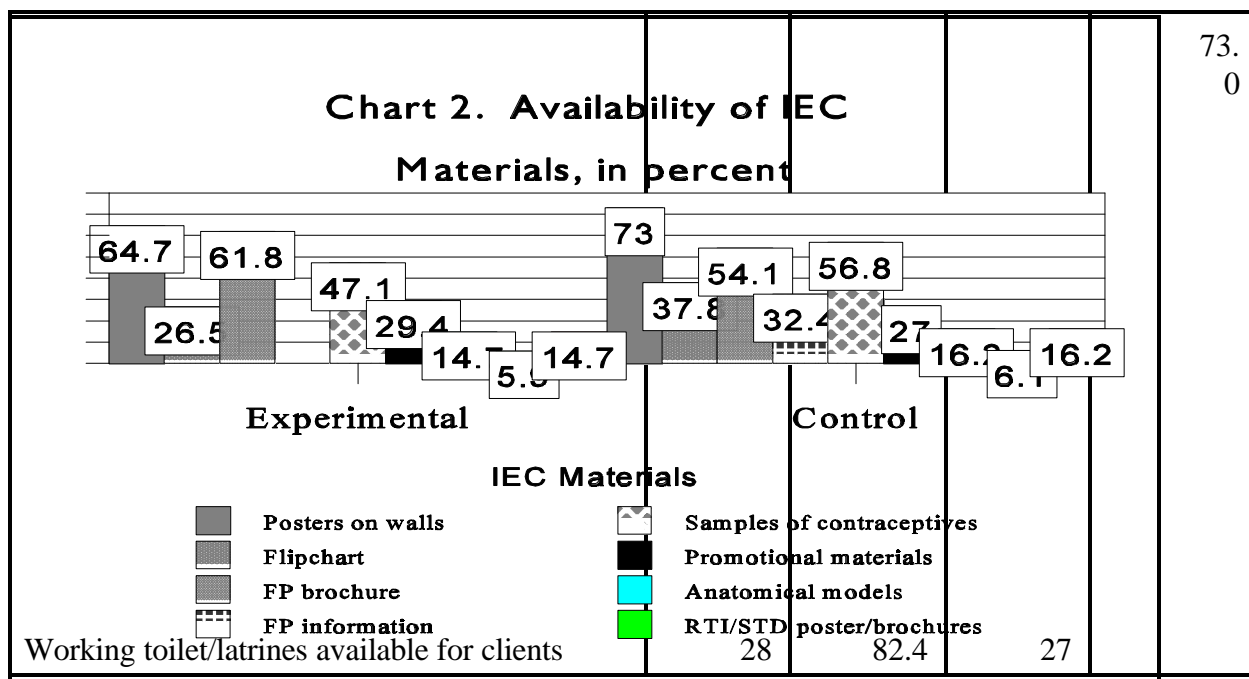 73.
0
Chart 2. Availability of IEC
Materials, in percent
64.7 26.5 61.8 47.1 29.4 14.7 5.9 14.7
73 37.8 54.1 32.4 56.8 27 16.2 6.1 16.2
Experimental Control
IEC Materials
Posters on walls
Flipchart
FP brochure
FP information
Samples of contraceptives
Promotional materials
Anatomical models
RTI/STD poster/brochures
Working toilet/latrines available for clients 28 82.4 27